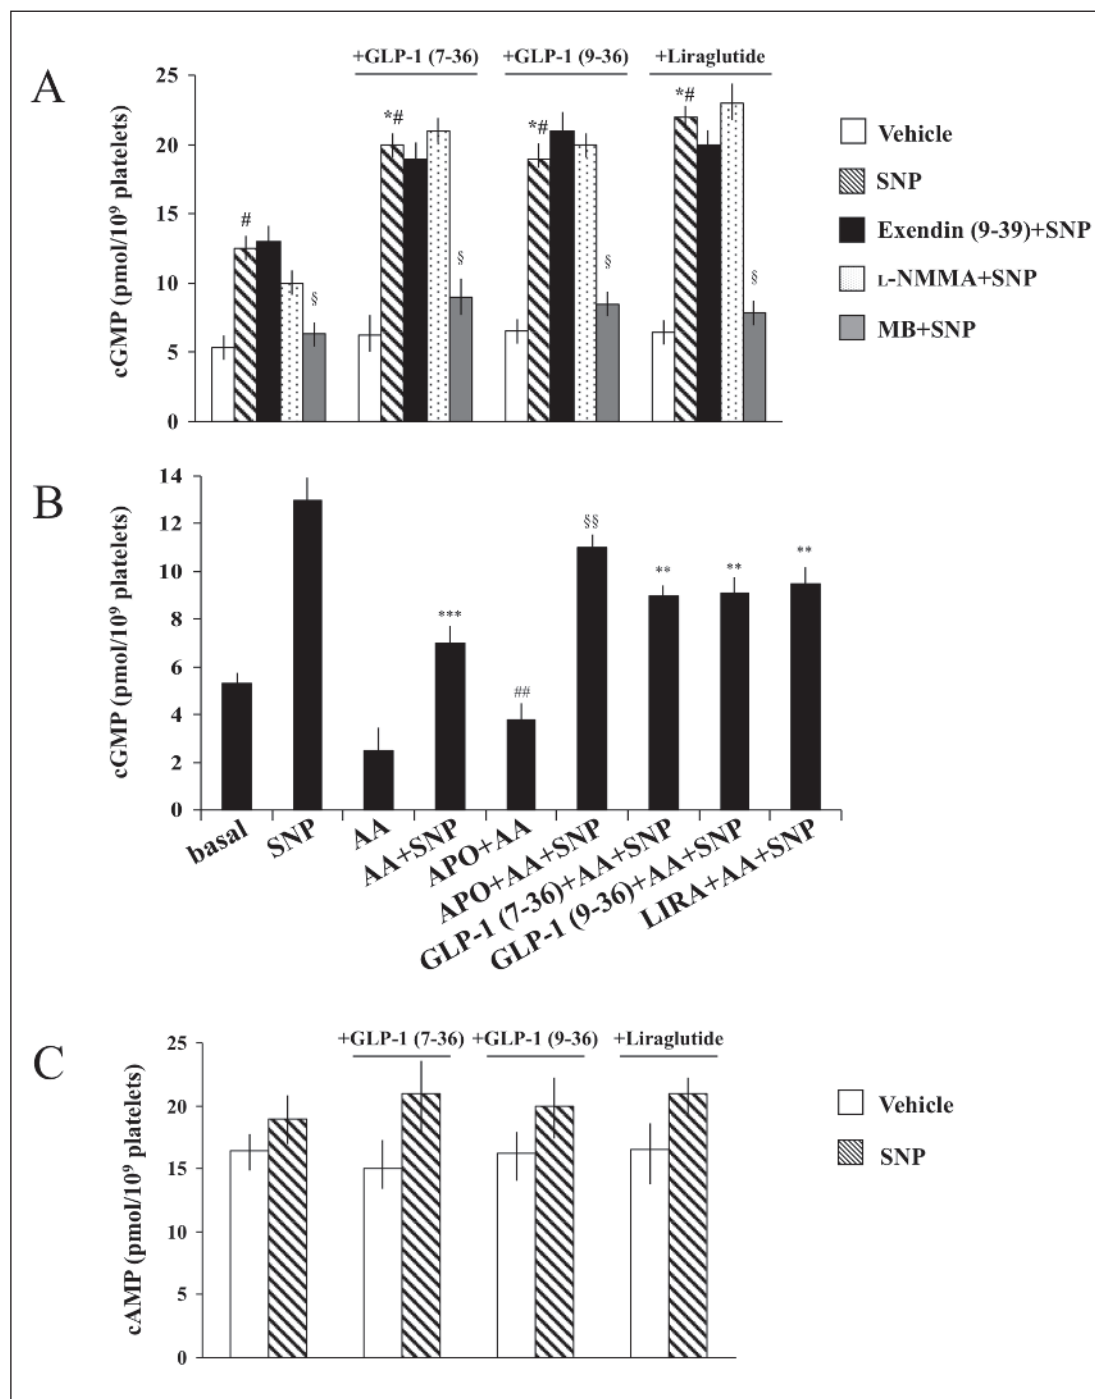 A
+GLP-1 (7-36) +GLP-1 (9-36) +Liraglutide
cGMP (pmol/10⁹ platelets)
25
20
15
10
5
0
# *# *# *#
§ § § §
Vehicle
SNP
Exendin (9-39)+SNP
L-NMMA+SNP
MB+SNP
B
cGMP (pmol/10⁹ platelets)
14
12
10
8
6
4
2
0
*** ## §§ ** ** **
basal
SNP
AA
AA+SNP
APO+AA
APO+AA+SNP
GLP-1 (7-36)+AA+SNP
GLP-1 (9-36)+AA+SNP
LIRA+AA+SNP
C
+GLP-1 (7-36) +GLP-1 (9-36) +Liraglutide
cAMP (pmol/10⁹ platelets)
25
20
15
10
5
0
Vehicle
SNP